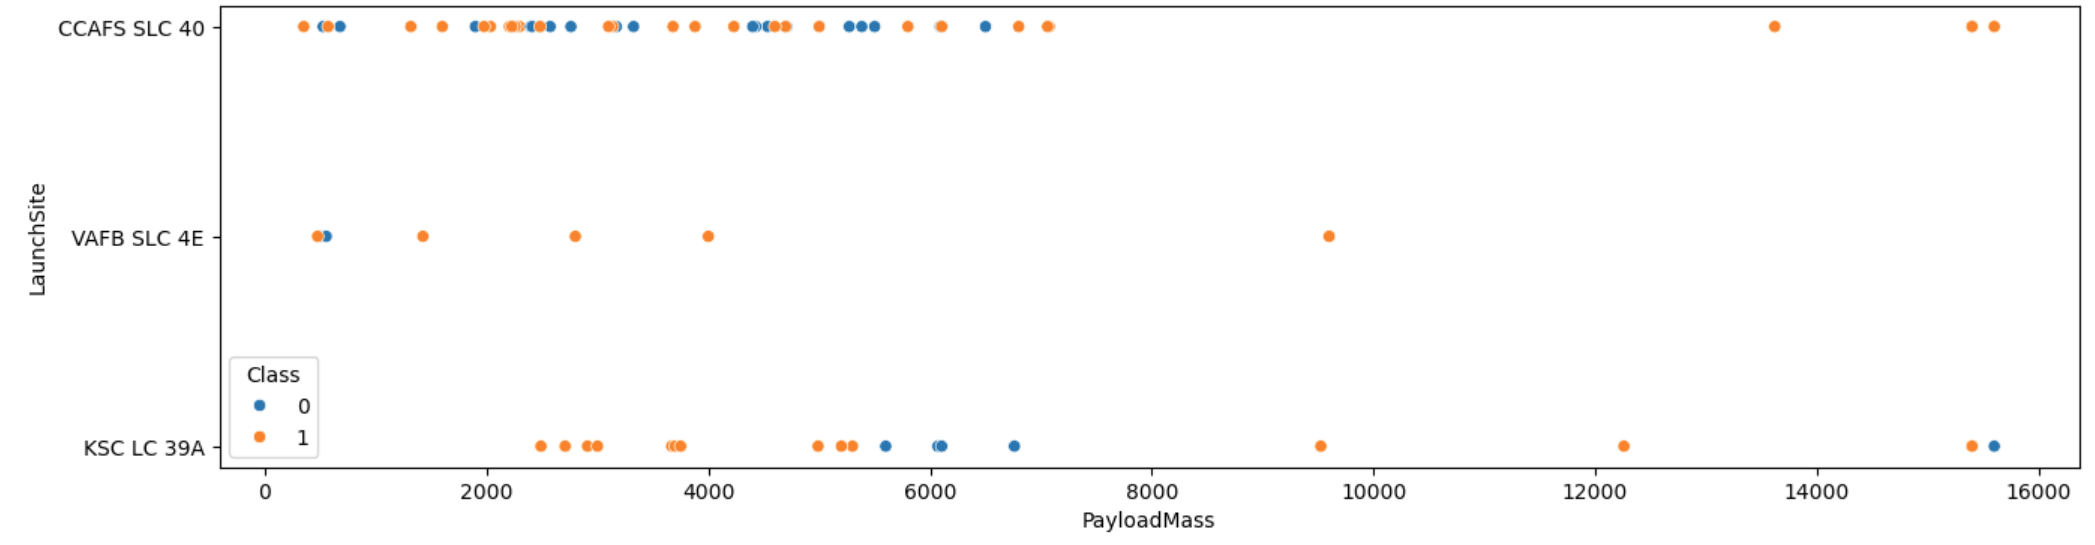 CCAFS SLC 40
VAFB SLC 4E
KSC LC 39A
LaunchSite
Class
0
1
0 2000 4000 6000 8000 10000 12000 14000 16000
PayloadMass